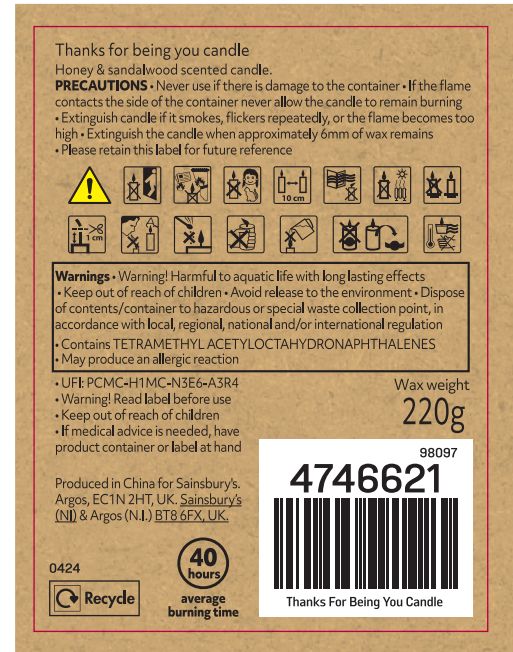 Thanks for being you candle
Honey & sandalwood scented candle.
PRECAUTIONS • Never use if there is damage to the container • If the flame
contacts the side of the container never allow the candle to remain burning
• Extinguish candle if it smokes, flickers repeatedly, or the flame becomes too
high • Extinguish the candle when approximately 6mm of wax remains
• Please retain this label for future reference
10 cm
1 cm
Warnings • Warning! Harmful to aquatic life with long lasting effects
• Keep out of reach of children • Avoid release to the environment • Dispose
of contents/container to hazardous or special waste collection point, in
accordance with local, regional, national and/or international regulation
• Contains TETRAMETHYL ACETYLOCTAHYDRONAPHTHALENES
• May produce an allergic reaction
• UFI: PCMC-H1MC-N3E6-A3R4
• Warning! Read label before use
• Keep out of reach of children
• If medical advice is needed, have
product container or label at hand
Wax weight
220g
Produced in China for Sainsbury's.
Argos, EC1N 2HT, UK. Sainsbury's
(NI) & Argos (N.I.) BT8 6FX, UK.
98097
4746621
Thanks For Being You Candle
0424
Recycle
40
hours
average
burning time